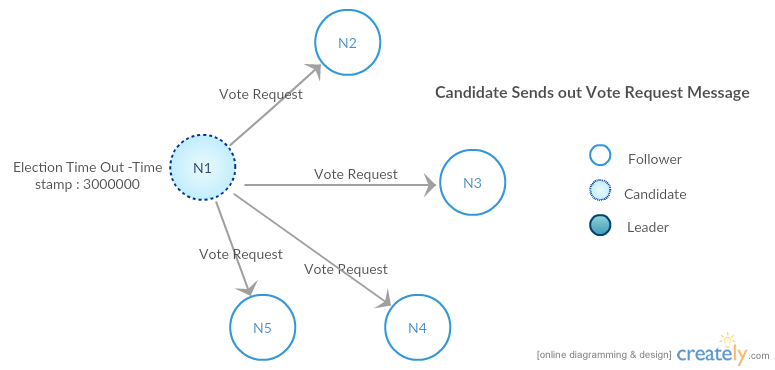 N2
Candidate Sends out Vote Request Message
Vote Request
Follower
Election Time Out -Time
stamp : 3000000
N1
Vote Request
N3
Candidate
Leader
Vote Request
Vote Request
N5
N4
[online diagramming & design] creately.com